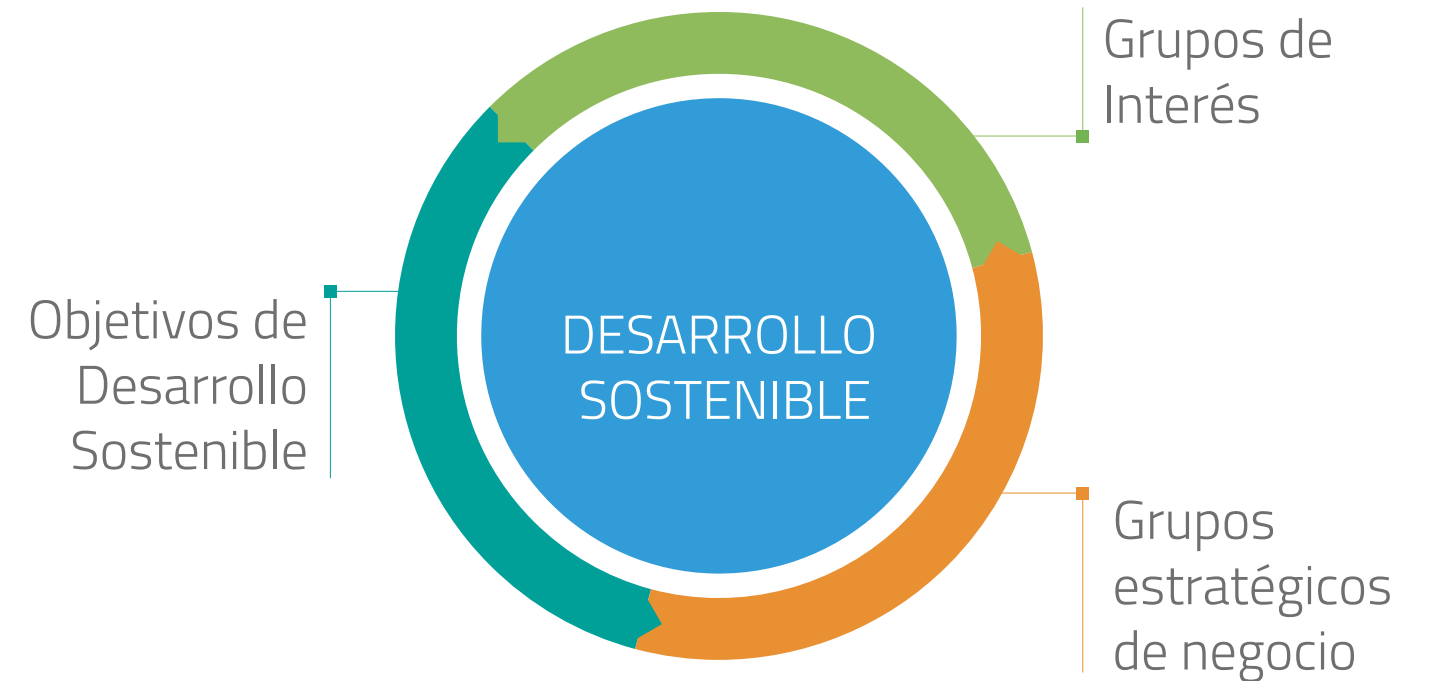 Grupos de
Interés
Objetivos de
Desarrollo
Sostenible
DESARROLLO
SOSTENIBLE
Grupos
estratégicos
de negocio